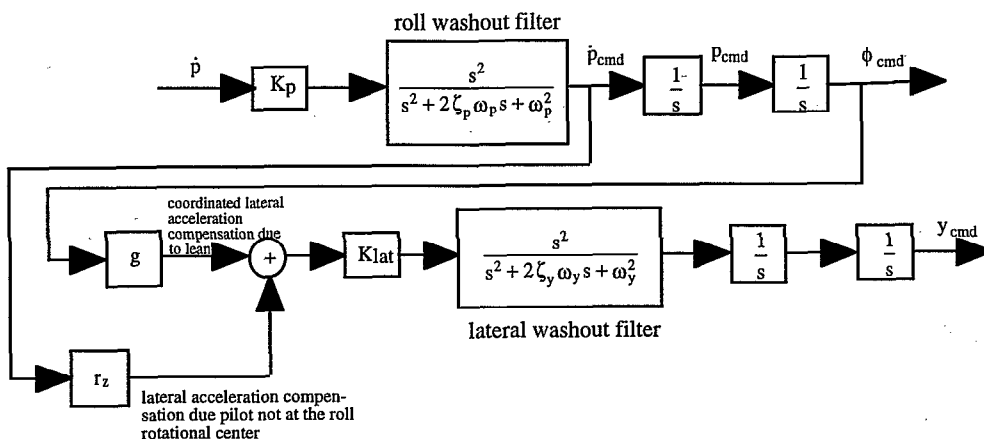 roll washout filter
ṗ
Kp
s²
s² + 2ζpωps + ωp²
ṗcmd
1
s
pcmd
1
s
ϕcmd
coordinated lateral
acceleration
compensation due
to lean
g
+
Klat
s²
s² + 2ζyωys + ωy²
1
s
1
s
ycmd
lateral washout filter
rz
lateral acceleration compen-
sation due pilot not at the roll
rotational center